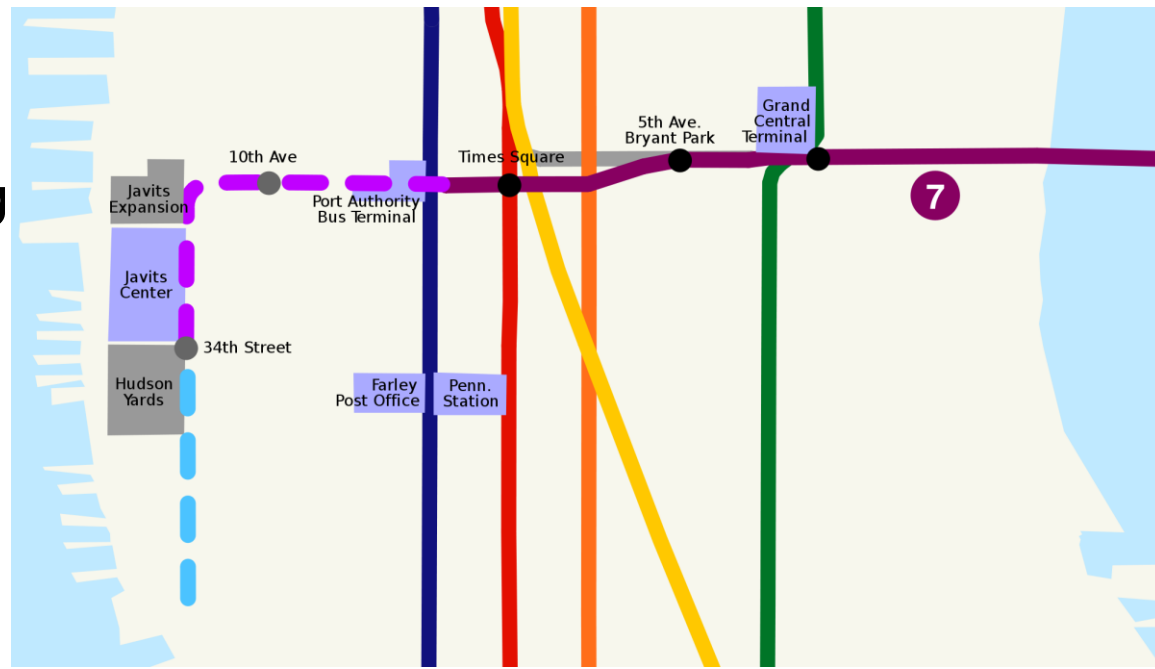 Grand
Central
Terminal
5th Ave.
Bryant Park
10th Ave
Times Square
Javits
Expansion
Port Authority
Bus Terminal
7
Javits
Center
34th Street
Hudson
Yards
Farley
Post Office
Penn.
Station